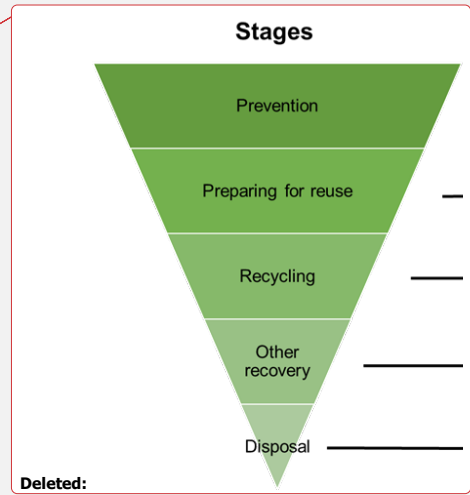 Stages
Prevention
Preparing for reuse
Recycling
Other
recovery
Disposal
Deleted: